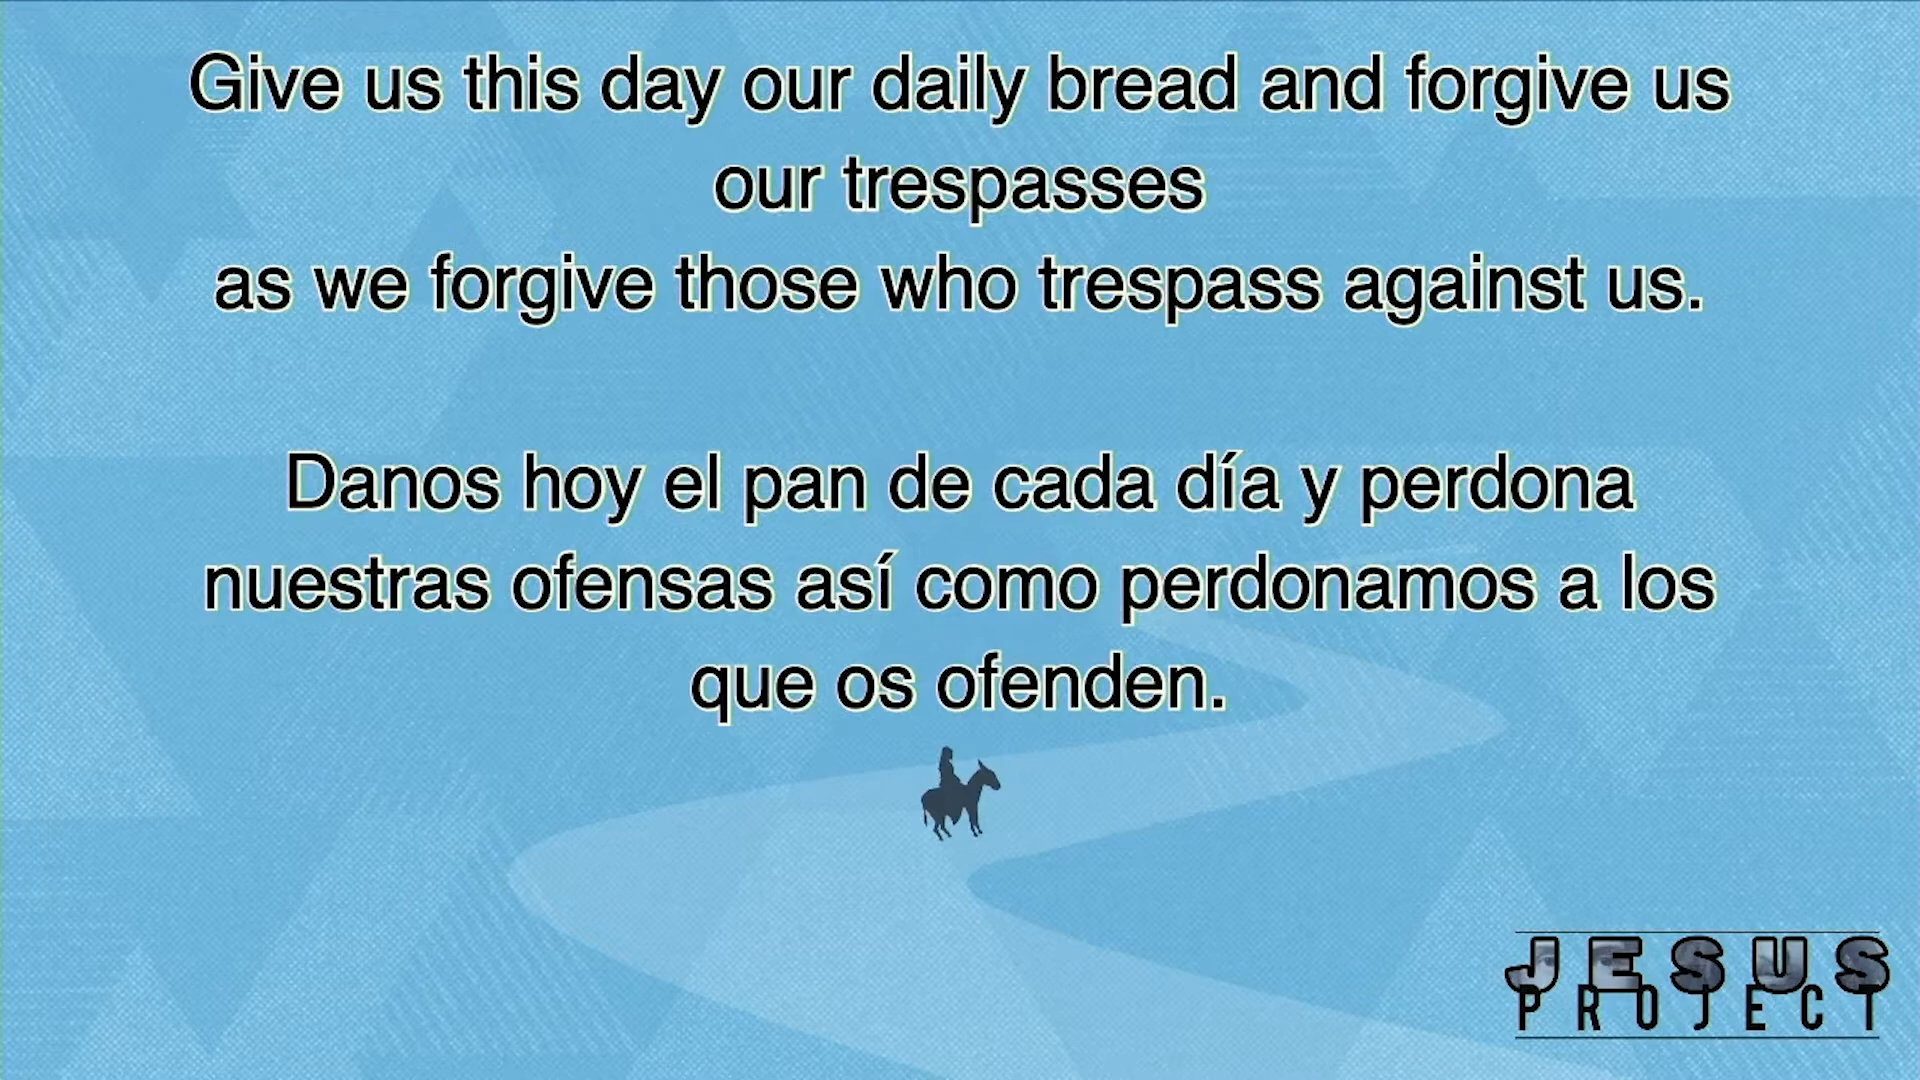 Give us this day our daily bread and forgive us
our trespasses
as we forgive those who trespass against us.
Danos hoy el pan de cada día y perdona
nuestras ofensas así como perdonamos a los
que os ofenden.
JESUS
PROJECT